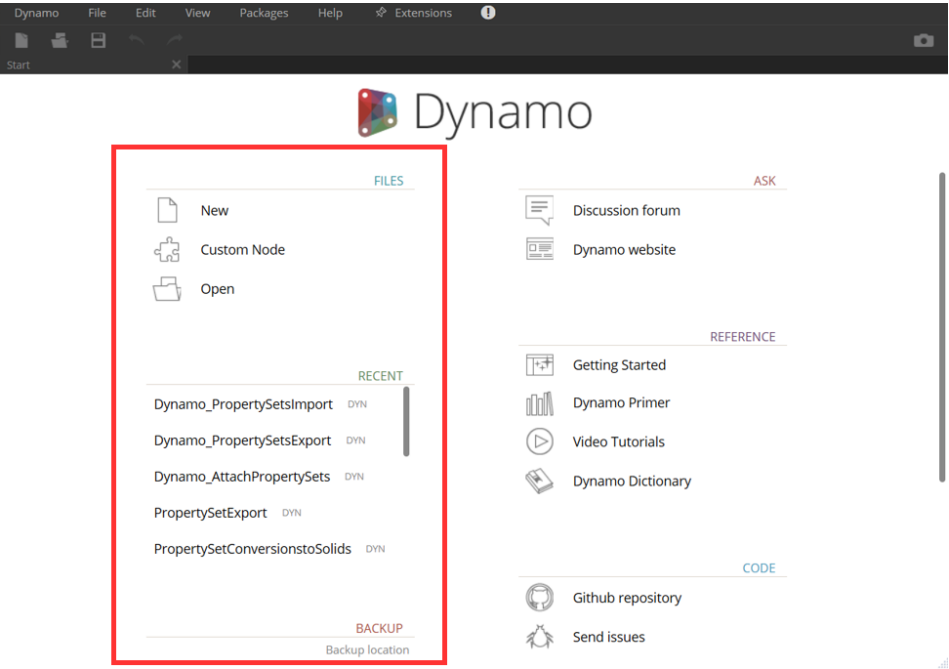 Dynamo File Edit View Packages Help Extensions
Start
Dynamo
FILES
New
Custom Node
Open
RECENT
Dynamo_PropertySetsImport DYN
Dynamo_PropertySetsExport DYN
Dynamo_AttachPropertySets DYN
PropertySetExport DYN
PropertySetConversionstoSolids DYN
BACKUP
Backup location
ASK
Discussion forum
Dynamo website
REFERENCE
Getting Started
Dynamo Primer
Video Tutorials
Dynamo Dictionary
CODE
Github repository
Send issues